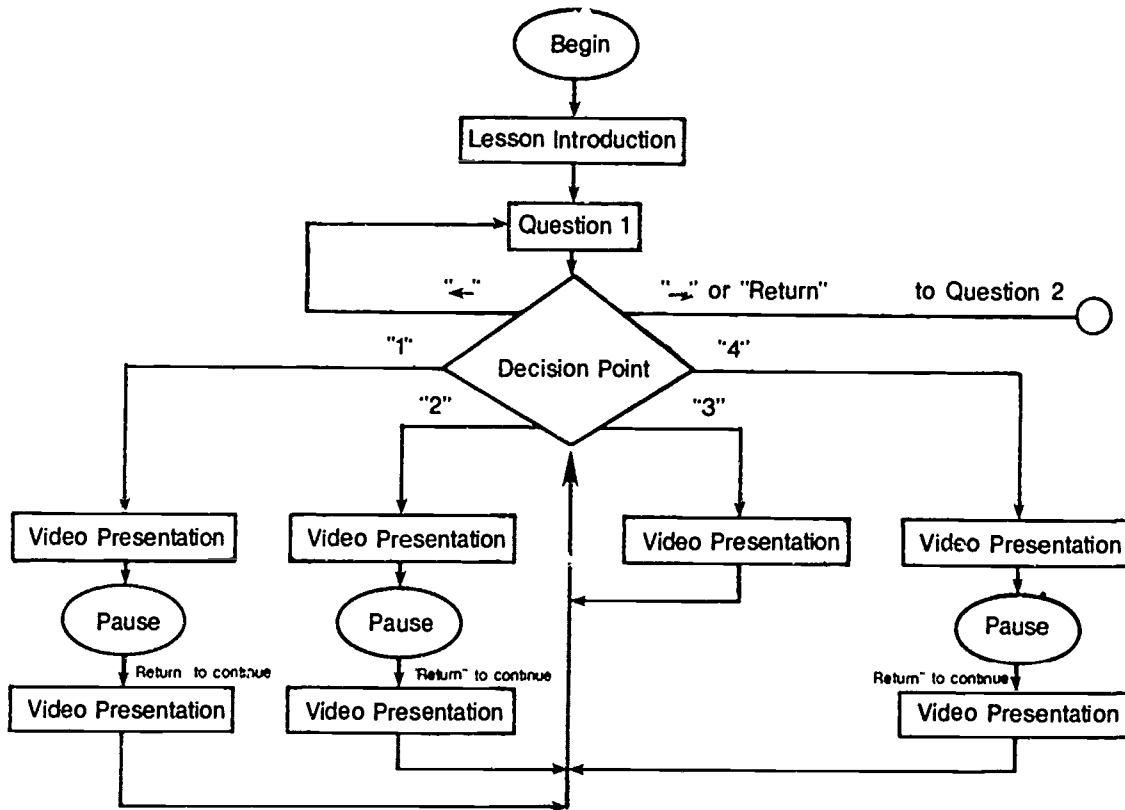 Begin
Lesson Introduction
Question 1
"←"
"→" or "Return"
to Question 2
"1"
Decision Point
"4"
"2"
"3"
Video Presentation
Video Presentation
Video Presentation
Video Presentation
Pause
Pause
Pause
Return to continue
"Return" to continue
Return" to continue
Video Presentation
Video Presentation
Video Presentation